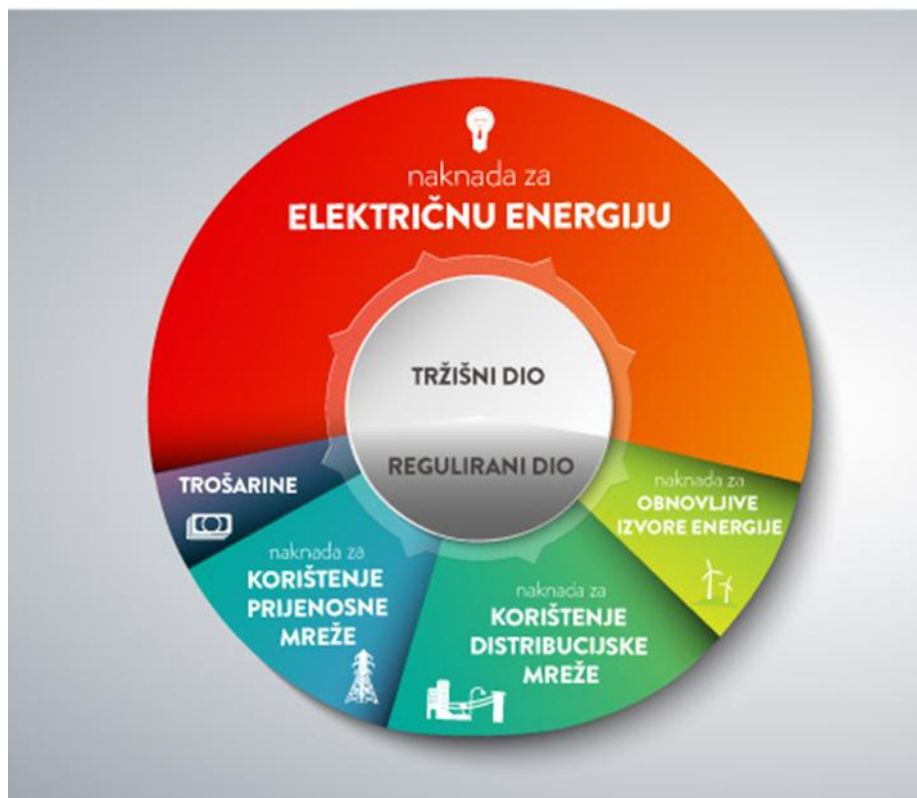 naknada za
ELEKTRIČNU ENERGIJU
TRŽIŠNI DIO
REGULIRANI DIO
TROŠARINE
naknada za
KORIŠTENJE
PRIJENOSNE
MREŽE
naknada za
KORIŠTENJE
DISTRIBUCIJSKE
MREŽE
naknada za
OBNOVLJIVE
IZVORE ENERGIJE